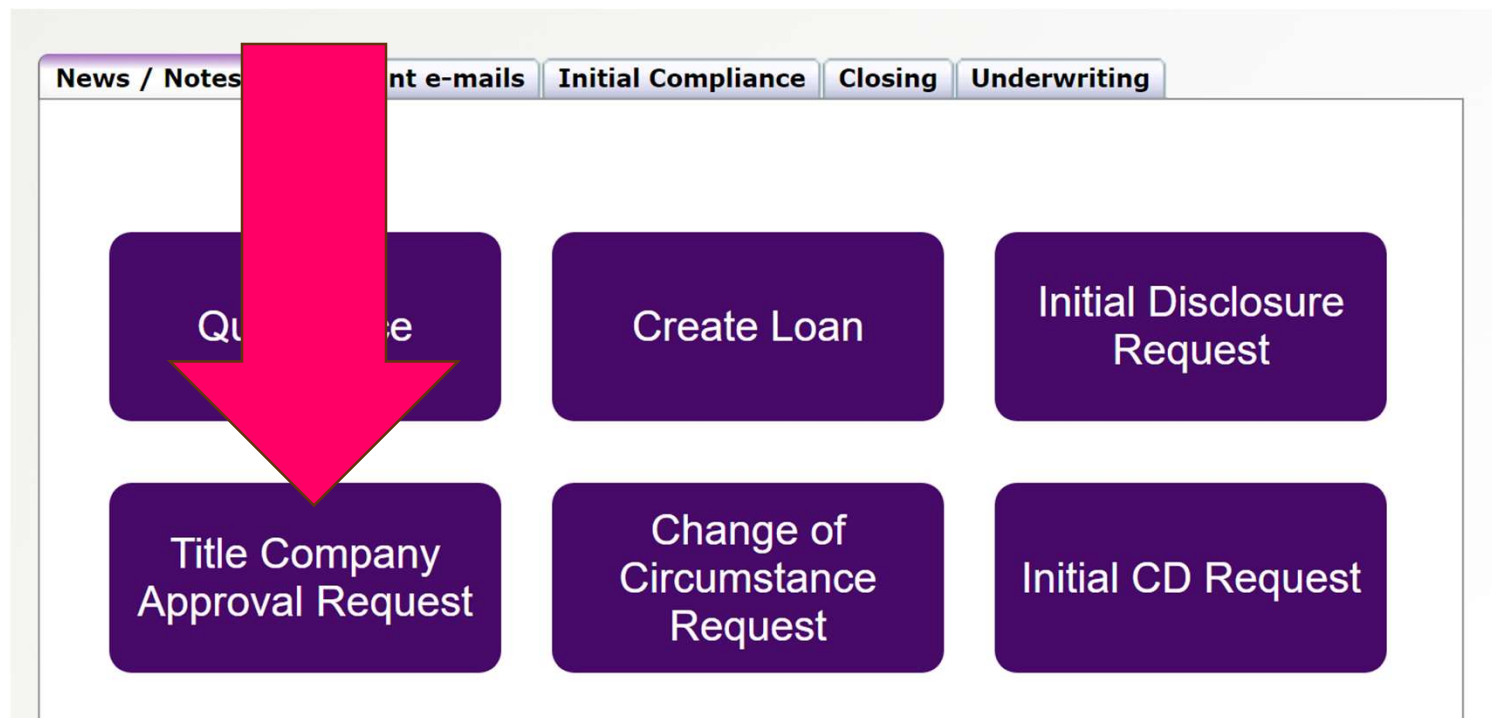 News / Notes nt e-mails Initial Compliance Closing Underwriting
Qu ce
Create Loan
Initial Disclosure
Request
Title Company
Approval Request
Change of
Circumstance
Request
Initial CD Request